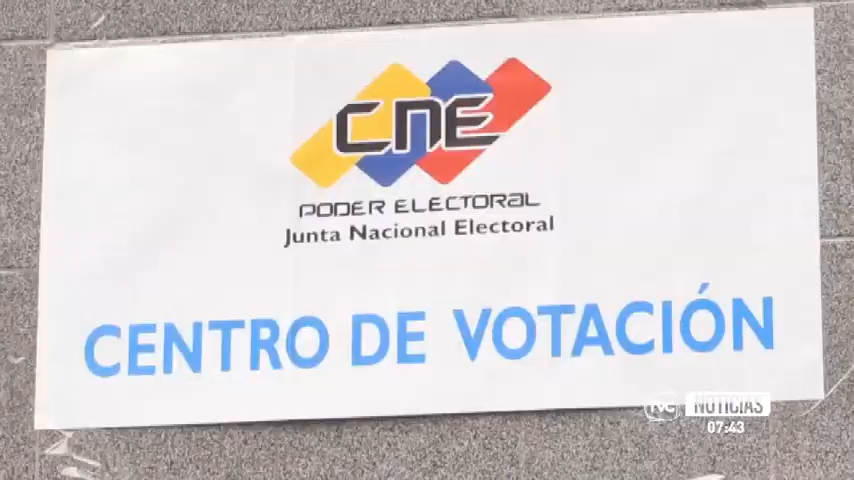 CNE
PODER ELECTORAL
Junta Nacional Electoral
CENTRO DE VOTACIÓN
NOTICIAS
07:43